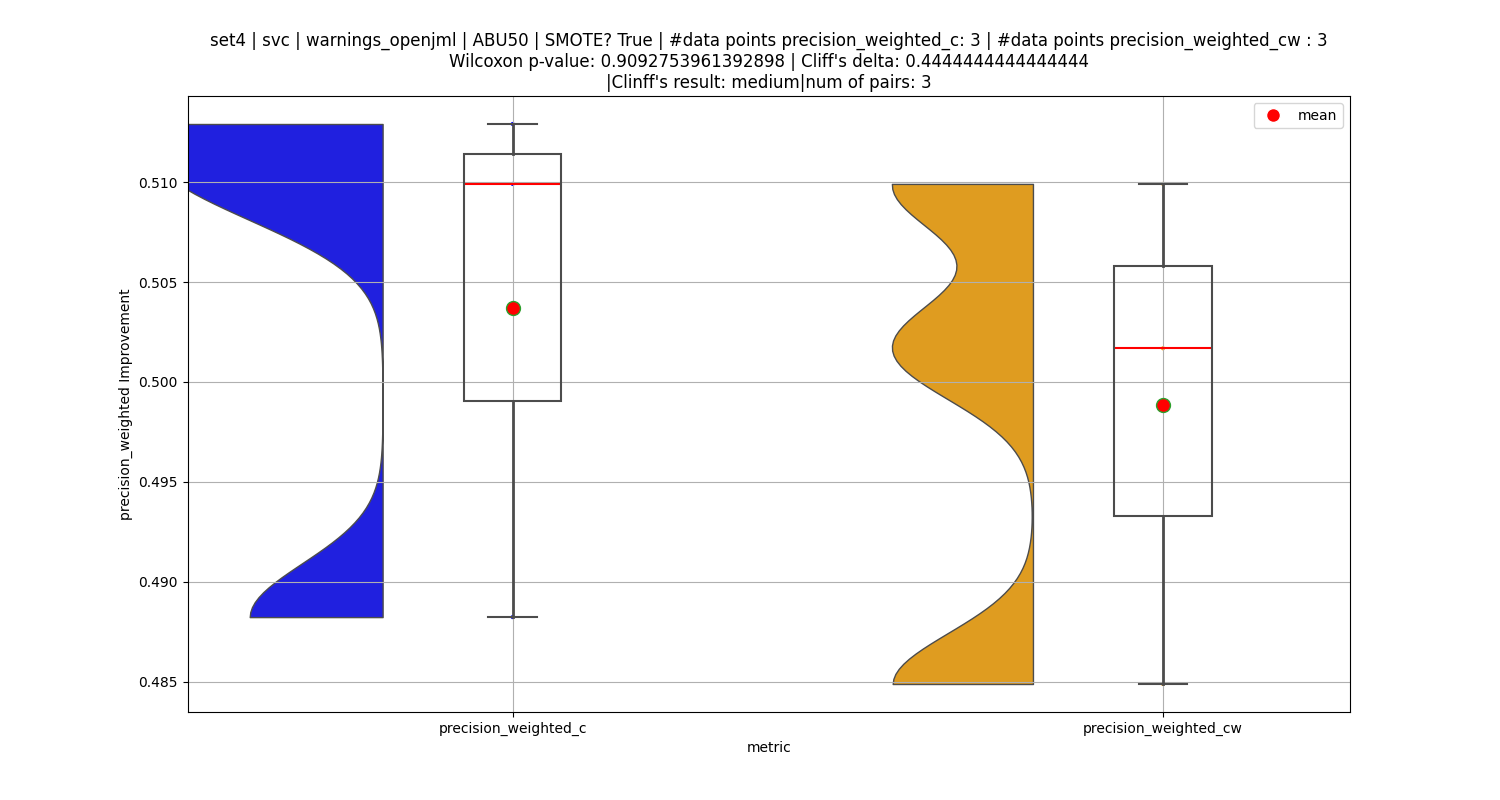 set4 | svc | warnings_openjml | ABU50 | SMOTE? True | #data points precision_weighted_c: 3 | #data points precision_weighted_cw : 3
Wilcoxon p-value: 0.9092753961392898 | Cliff's delta: 0.4444444444444444
|Clinff's result: medium|num of pairs: 3
mean
0.510
0.505
0.500
0.495
0.490
0.485
precision_weighted Improvement
precision_weighted_c
precision_weighted_cw
metric